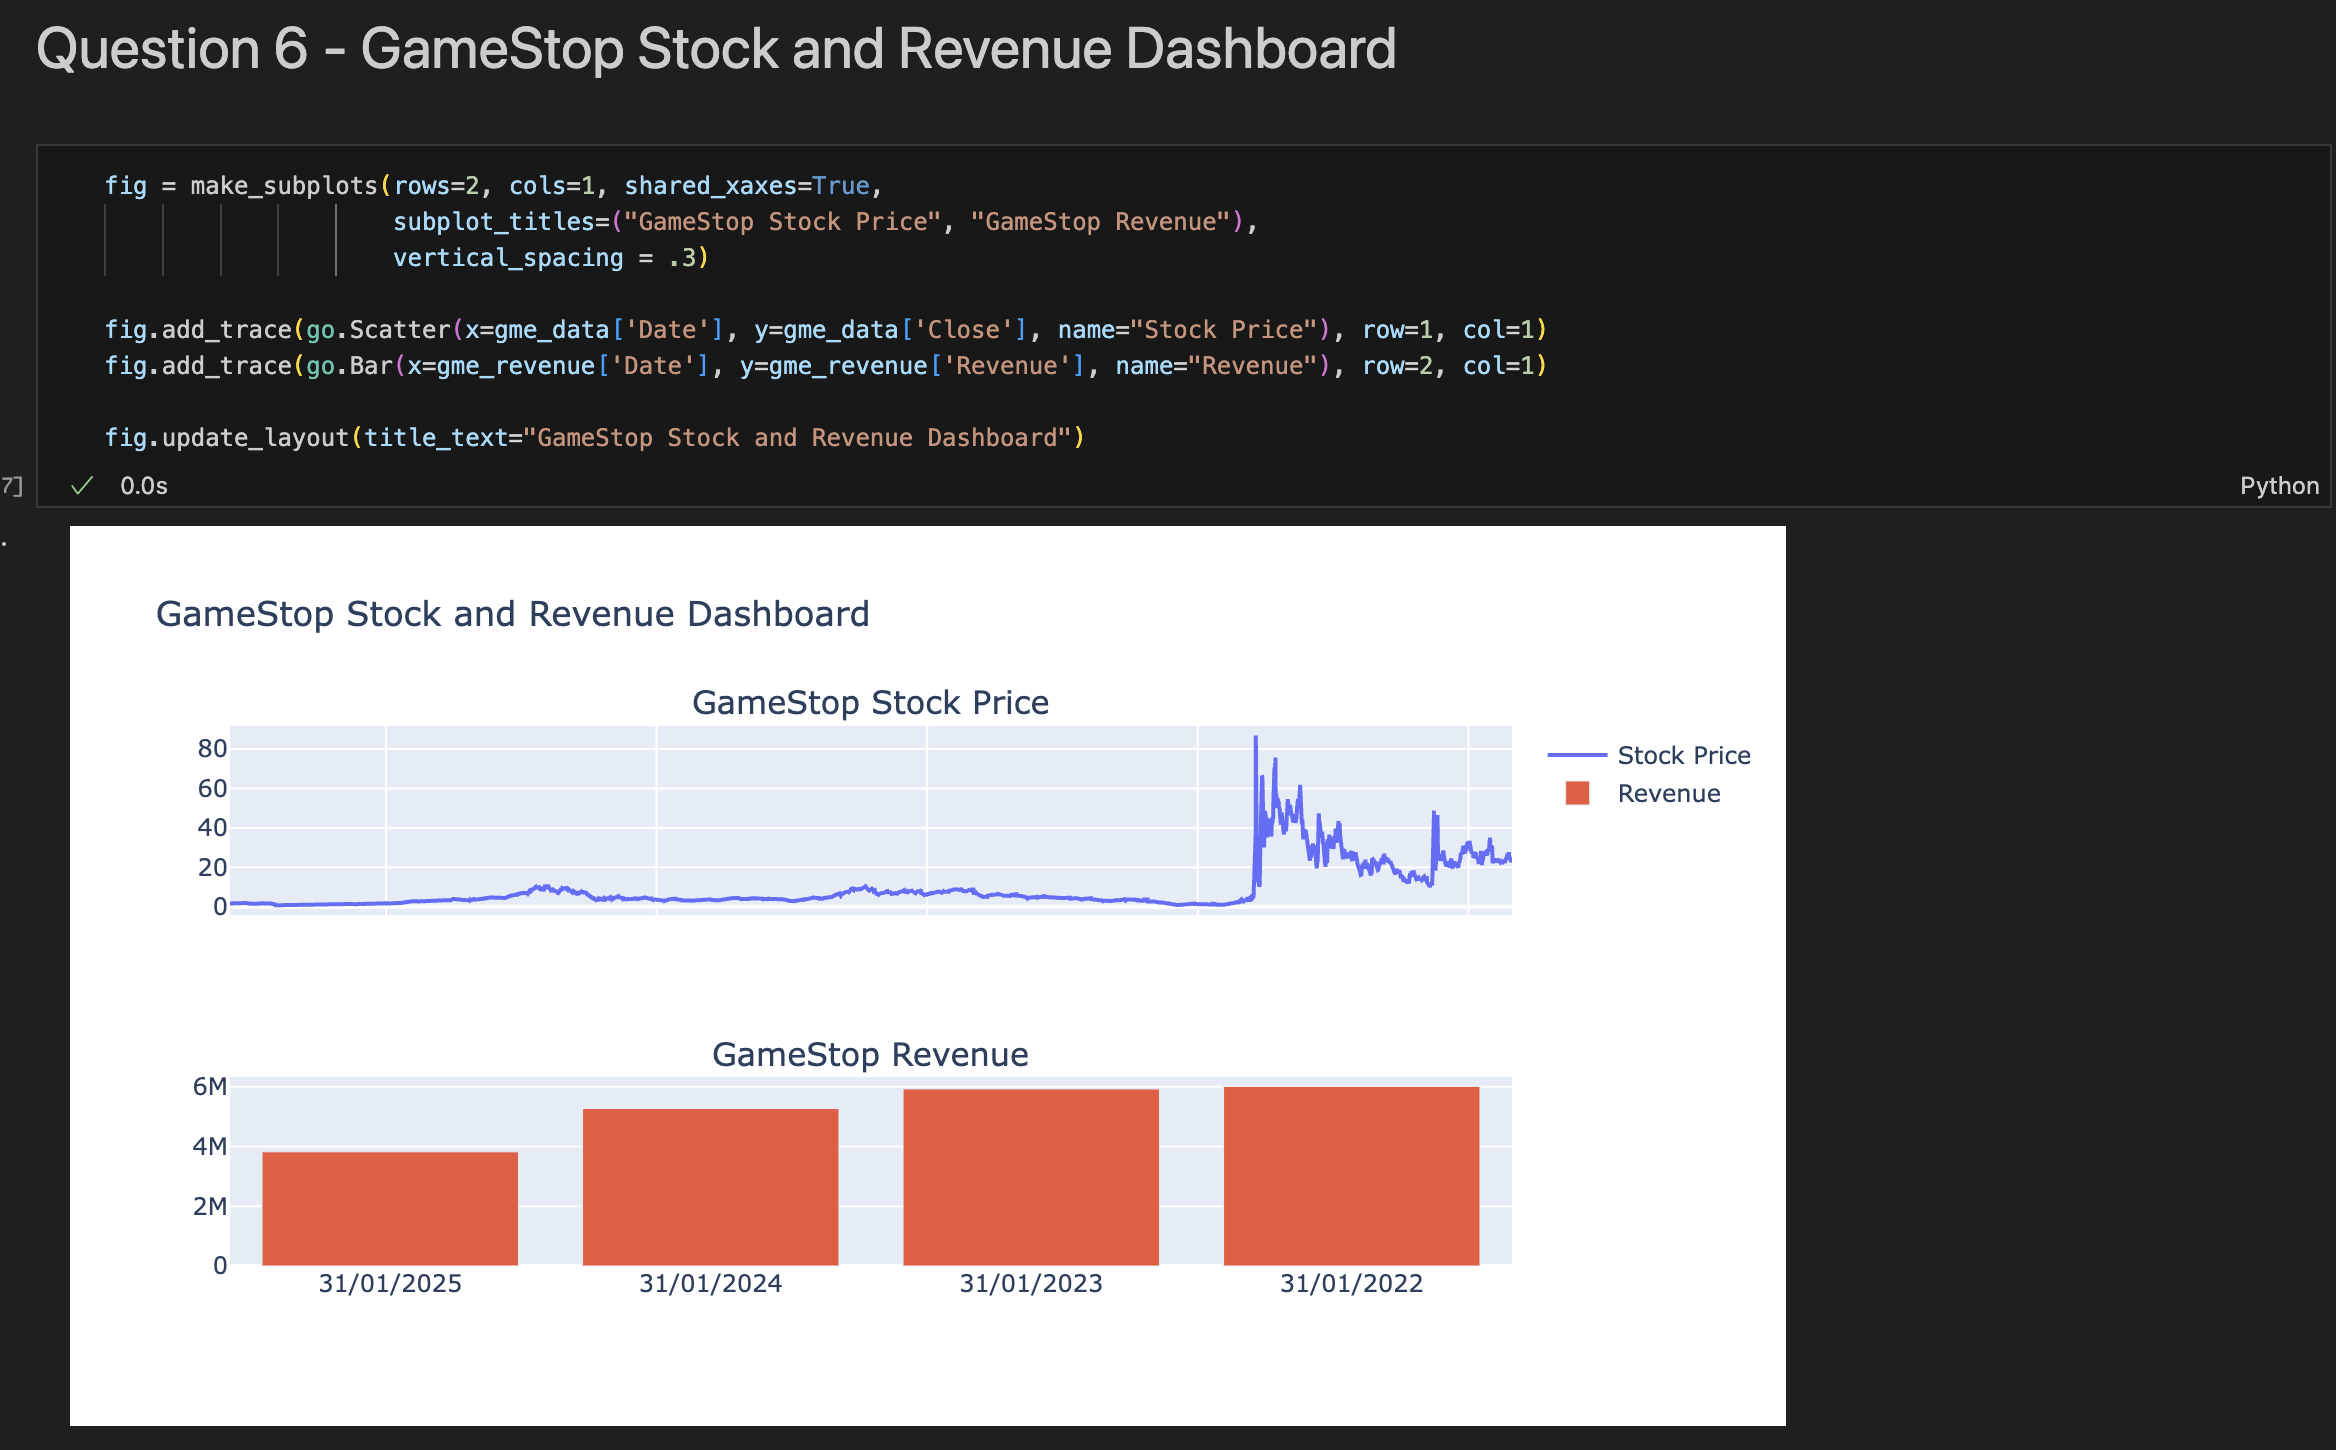 Question 6 - GameStop Stock and Revenue Dashboard
fig = make_subplots(rows=2, cols=1, shared_xaxes=True,
subplot_titles=("GameStop Stock Price", "GameStop Revenue"),
vertical_spacing = .3)
fig.add_trace(go.Scatter(x=gme_data['Date'], y=gme_data['Close'], name="Stock Price"), row=1, col=1)
fig.add_trace(go.Bar(x=gme_revenue['Date'], y=gme_revenue['Revenue'], name="Revenue"), row=2, col=1)
fig.update_layout(title_text="GameStop Stock and Revenue Dashboard")
7]
0.0s
Python
GameStop Stock and Revenue Dashboard
GameStop Stock Price
80
60
40
20
0
Stock Price
Revenue
GameStop Revenue
6M
4M
2M
0
31/01/2025 31/01/2024 31/01/2023 31/01/2022